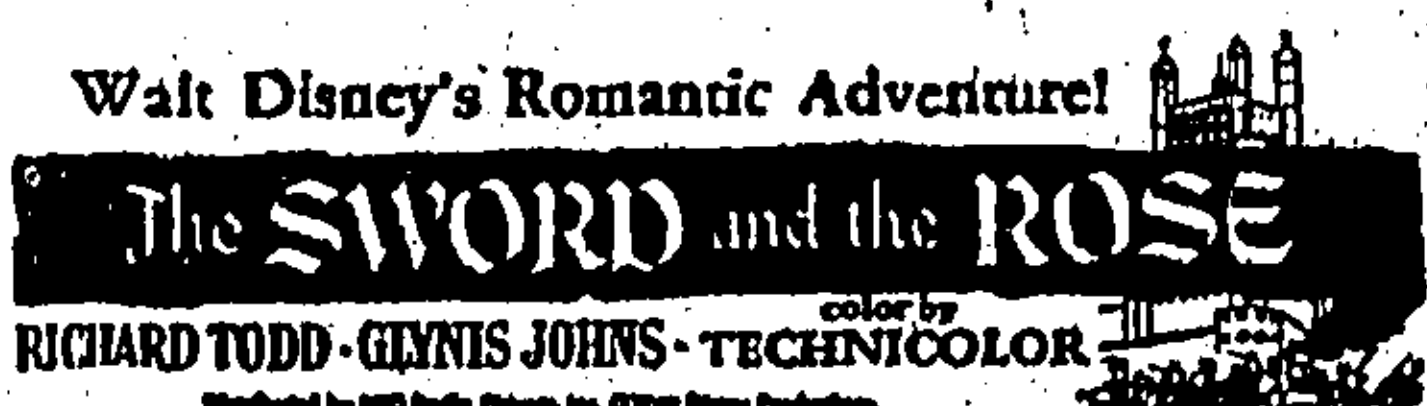 Walt Disney's Romantic Adventure!
The SWORD and the ROSE
RICHARD TODD · GLYNIS JOHNS · color by TECHNICOLOR